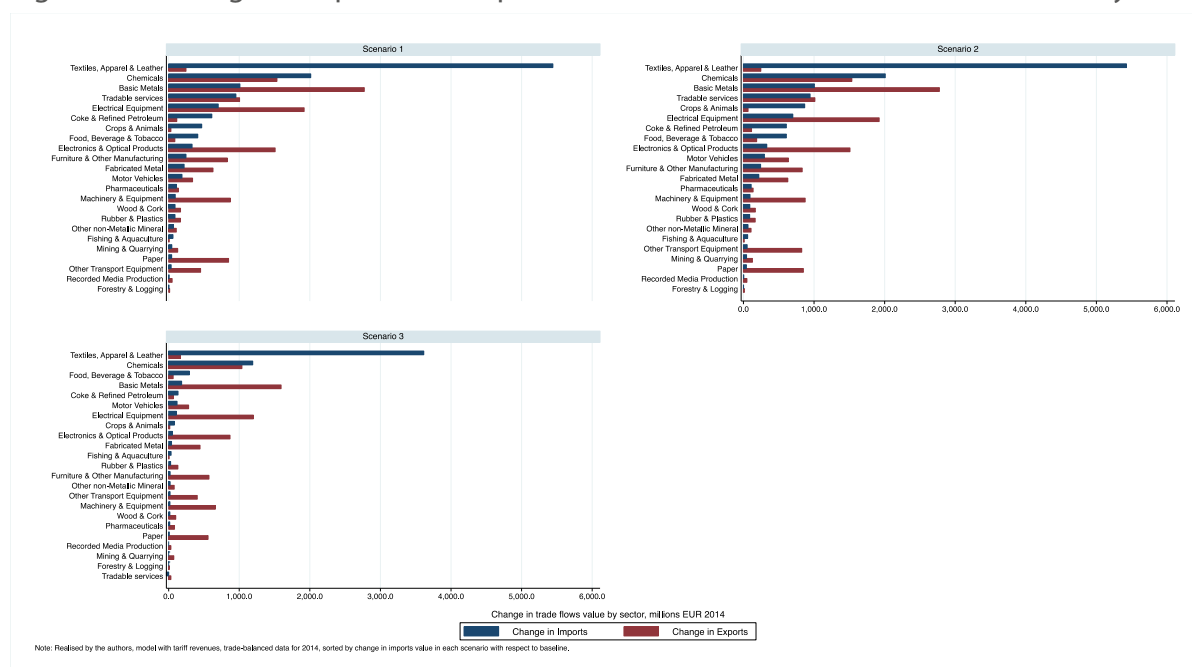 Scenario 1
Textiles, Apparel & Leather
Chemicals
Basic Metals
Tradable services
Electrical Equipment
Coke & Refined Petroleum
Crops & Animals
Food, Beverage & Tobacco
Electronics & Optical Products
Furniture & Other Manufacturing
Fabricated Metal
Motor Vehicles
Pharmaceuticals
Machinery & Equipment
Wood & Cork
Rubber & Plastics
Other non-Metallic Mineral
Fishing & Aquaculture
Mining & Quarrying
Paper
Other Transport Equipment
Recorded Media Production
Forestry & Logging
Scenario 2
Textiles, Apparel & Leather
Chemicals
Basic Metals
Tradable services
Crops & Animals
Electrical Equipment
Coke & Refined Petroleum
Food, Beverage & Tobacco
Electronics & Optical Products
Motor Vehicles
Furniture & Other Manufacturing
Fabricated Metal
Pharmaceuticals
Machinery & Equipment
Wood & Cork
Rubber & Plastics
Other non-Metallic Mineral
Fishing & Aquaculture
Other Transport Equipment
Mining & Quarrying
Paper
Recorded Media Production
Forestry & Logging
0.0 1,000.0 2,000.0 3,000.0 4,000.0 5,000.0 6,000.0
Scenario 3
Textiles, Apparel & Leather
Chemicals
Food, Beverage & Tobacco
Basic Metals
Coke & Refined Petroleum
Motor Vehicles
Electrical Equipment
Crops & Animals
Electronics & Optical Products
Fabricated Metal
Fishing & Aquaculture
Rubber & Plastics
Furniture & Other Manufacturing
Other non-Metallic Mineral
Other Transport Equipment
Machinery & Equipment
Wood & Cork
Pharmaceuticals
Paper
Recorded Media Production
Mining & Quarrying
Forestry & Logging
Tradable services
0.0 1,000.0 2,000.0 3,000.0 4,000.0 5,000.0 6,000.0
Change in trade flows value by sector, millions EUR 2014
Change in Imports Change in Exports
Note: Realised by the authors, model with tariff revenues, trade-balanced data for 2014, sorted by change in imports value in each scenario with respect to baseline.